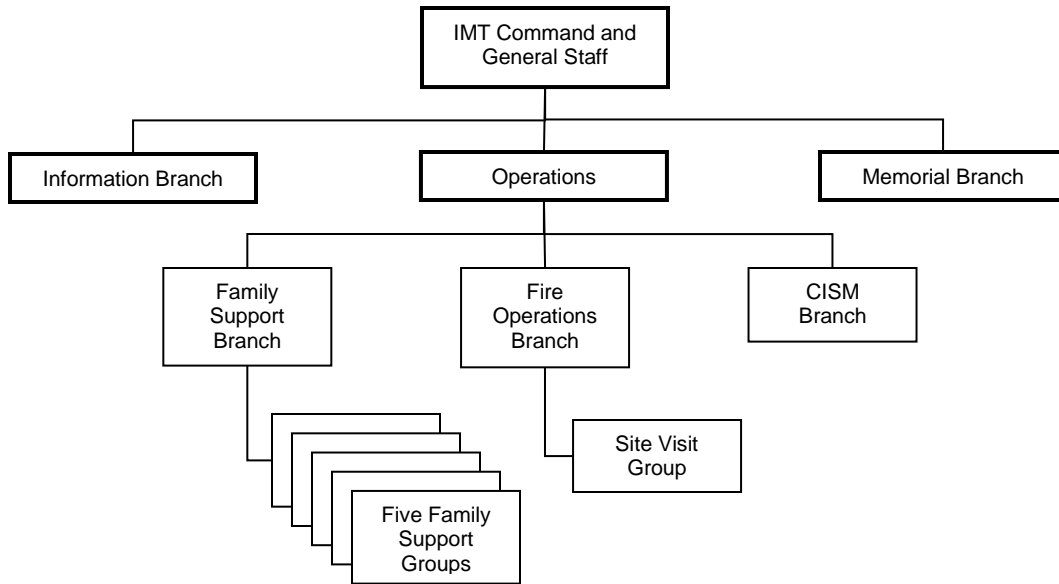 IMT Command and
General Staff
Information Branch
Operations
Memorial Branch
Family
Support
Branch
Fire
Operations
Branch
CISM
Branch
Site Visit
Group
Five Family
Support
Groups